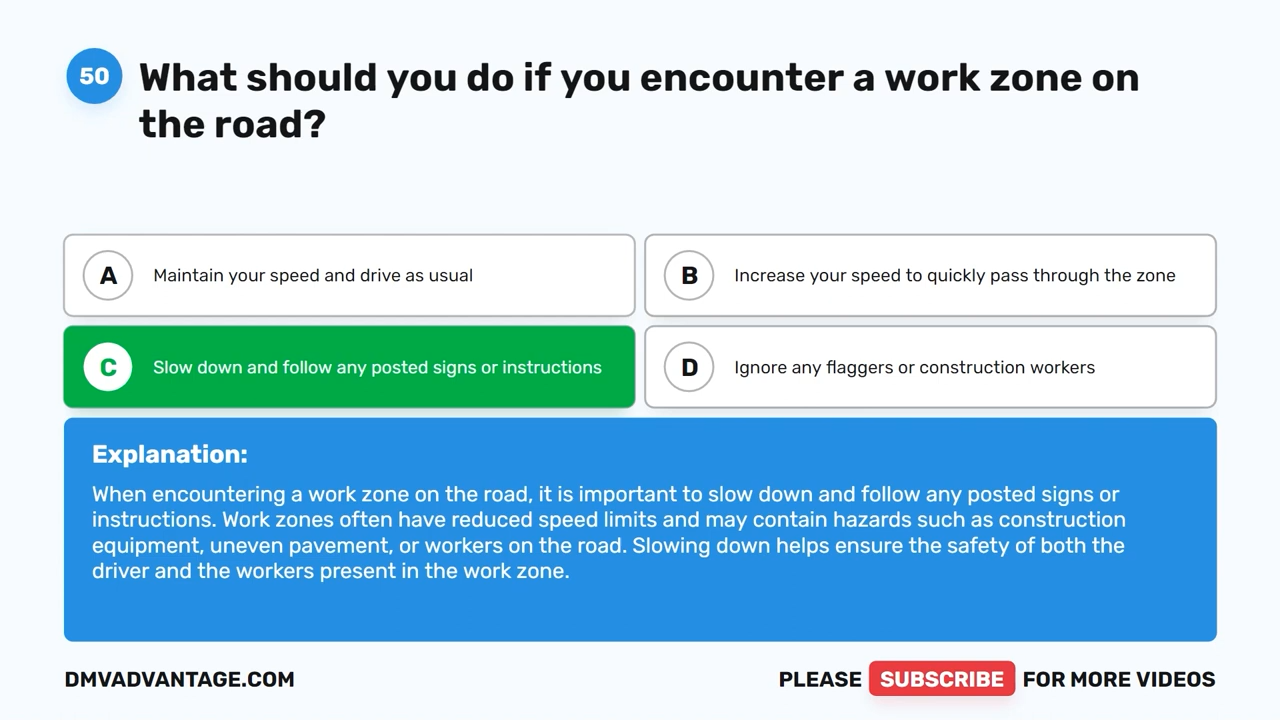 50
What should you do if you encounter a work zone on
the road?
A
Maintain your speed and drive as usual
B
Increase your speed to quickly pass through the zone
C
Slow down and follow any posted signs or instructions
D
Ignore any flaggers or construction workers
Explanation:
When encountering a work zone on the road, it is important to slow down and follow any posted signs or
instructions. Work zones often have reduced speed limits and may contain hazards such as construction
equipment, uneven pavement, or workers on the road. Slowing down helps ensure the safety of both the
driver and the workers present in the work zone.
DMVADVANTAGE.COM
PLEASE SUBSCRIBE FOR MORE VIDEOS